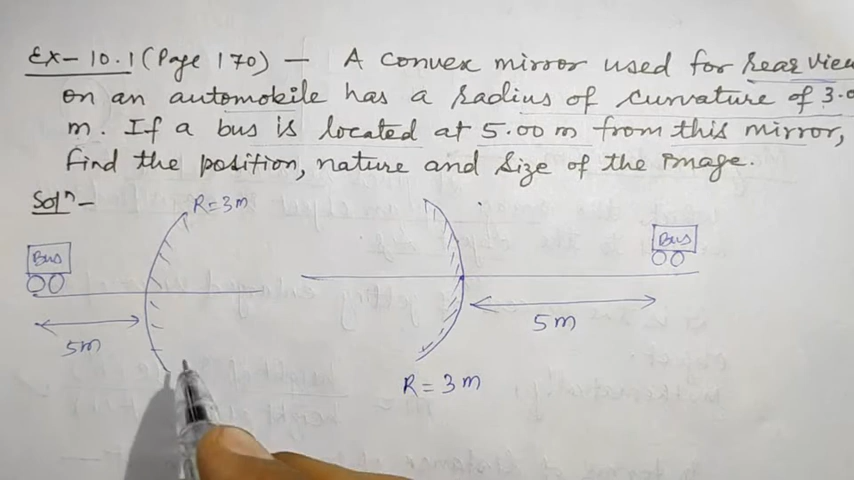 Ex-10.1 (Page 170) — A convex mirror used for rear view
on an automobile has a radius of curvature of 3.0
m. If a bus is located at 5.00 m from this mirror,
find the position, nature and size of the image.
Solⁿ-
R=3m
Bus
Bus
5m
5m
R = 3m